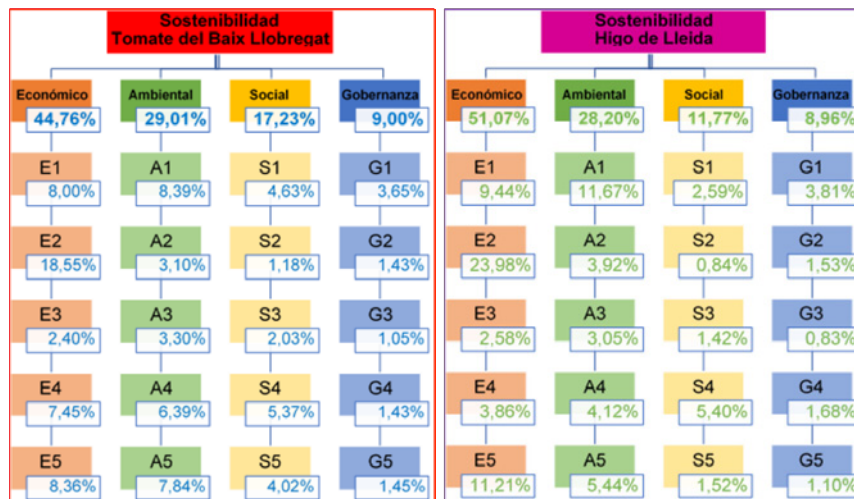 Sostenibilidad
Tomate del Baix Llobregat
Económico
Ambiental
Social
Gobernanza
44,76%
29,01%
17,23%
9,00%
E1
A1
S1
G1
8,00%
8,39%
4,63%
3,65%
E2
A2
S2
G2
18,55%
3,10%
1,18%
1,43%
E3
A3
S3
G3
2,40%
3,30%
2,03%
1,05%
E4
A4
S4
G4
7,45%
6,39%
5,37%
1,43%
E5
A5
S5
G5
8,36%
7,84%
4,02%
1,45%
Sostenibilidad
Higo de Lleida
Económico
Ambiental
Social
Gobernanza
51,07%
28,20%
11,77%
8,96%
E1
A1
S1
G1
9,44%
11,67%
2,59%
3,81%
E2
A2
S2
G2
23,98%
3,92%
0,84%
1,53%
E3
A3
S3
G3
2,58%
3,05%
1,42%
0,83%
E4
A4
S4
G4
3,86%
4,12%
5,40%
1,68%
E5
A5
S5
G5
11,21%
5,44%
1,52%
1,10%